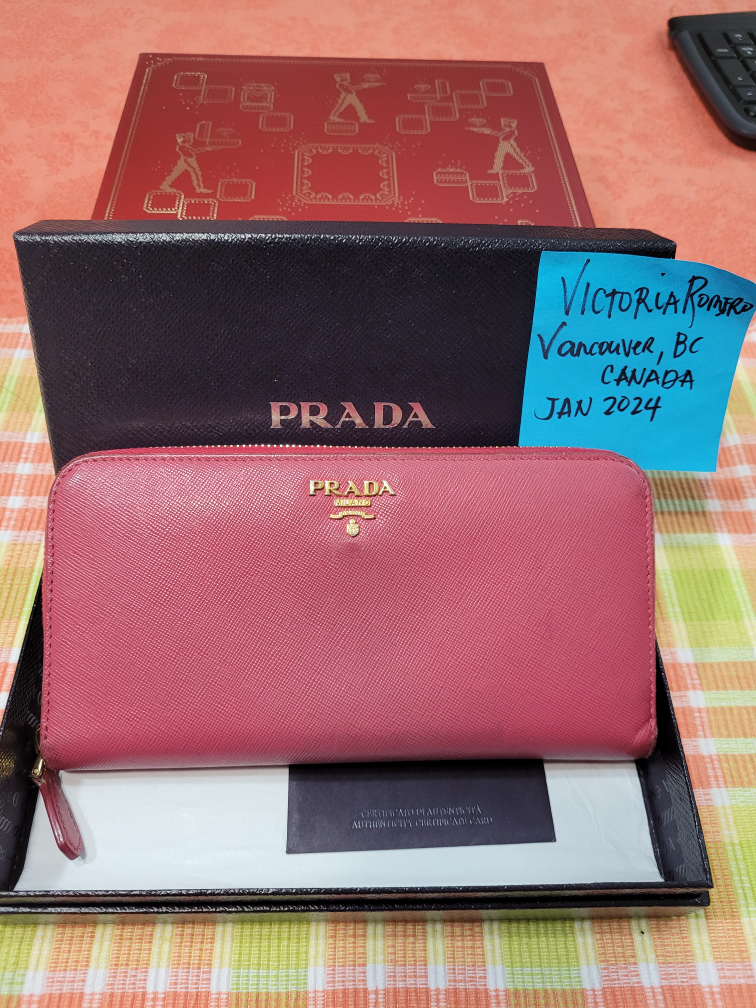 VICTORIA ROMERO
Vancouver, BC
CANADA
JAN 2024
PRADA
PRADA
MILANO
CERTIFICATO DI AUTENTICITÀ
AUTHENTICITY CERTIFICATE CARD